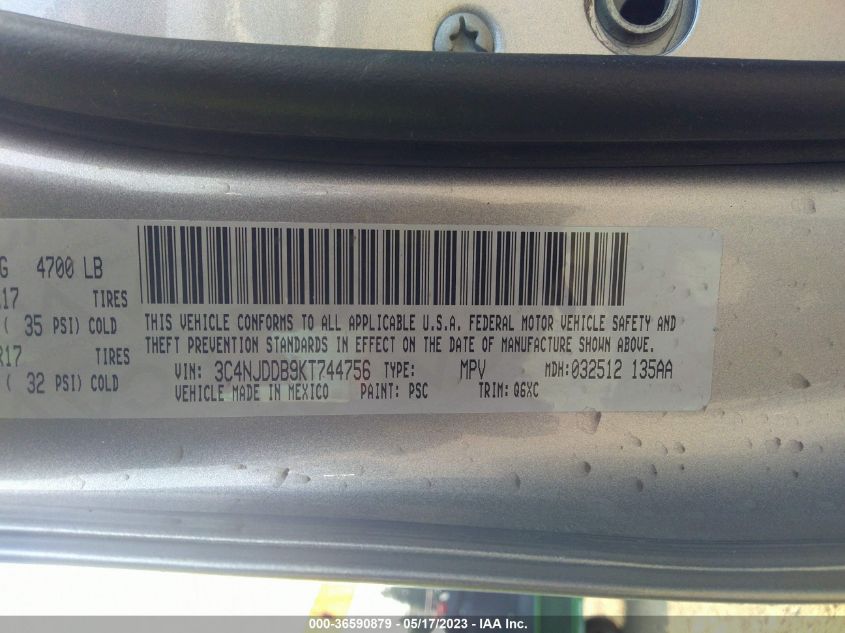 G 4700 LB
17 TIRES
( 35 PSI) COLD
R17 TIRES
( 32 PSI) COLD
THIS VEHICLE CONFORMS TO ALL APPLICABLE U.S.A. FEDERAL MOTOR VEHICLE SAFETY AND
THEFT PREVENTION STANDARDS IN EFFECT ON THE DATE OF MANUFACTURE SHOWN ABOVE.
VIN: 3C4NJDDB9KT744756 TYPE: MPV MDH: 032512 135AA
VEHICLE MADE IN MEXICO PAINT: PSC TRIM: Q6XC
000-36590879 - 05/17/2023 - IAA Inc.